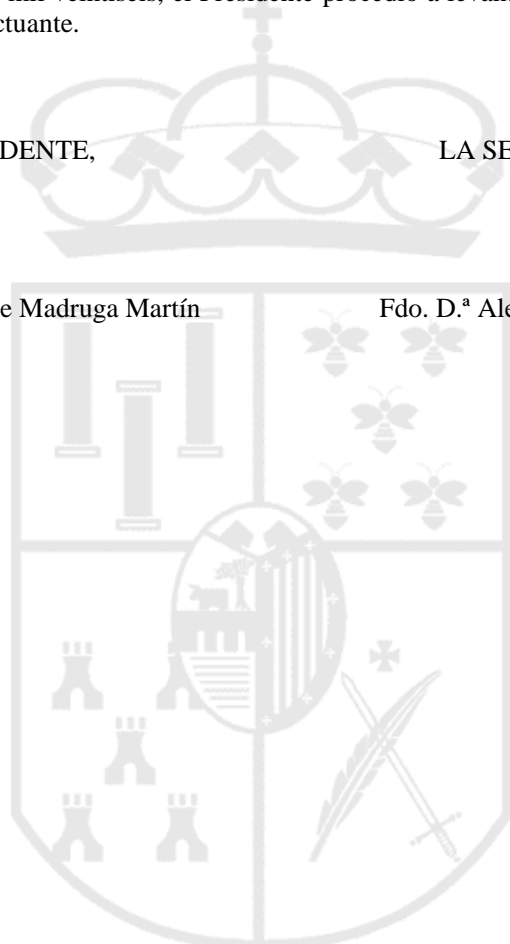 mil veintiséis, el Presidente procedió a levan
ctuante.
DENTE, LA SE
e Madruga Martín Fdo. D.ª Ale